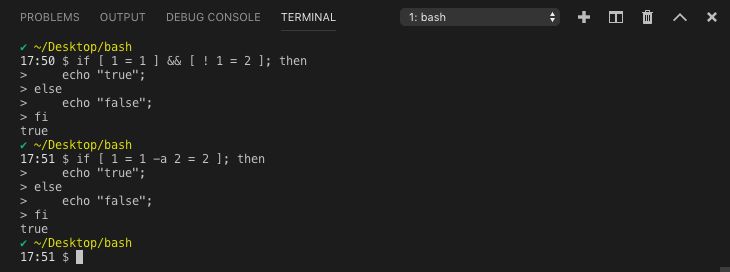 PROBLEMS OUTPUT DEBUG CONSOLE TERMINAL 1: bash
✔ ~/Desktop/bash
17:50 $ if [ 1 = 1 ] && [ ! 1 = 2 ]; then
>     echo "true";
> else
>     echo "false";
> fi
true
✔ ~/Desktop/bash
17:51 $ if [ 1 = 1 -a 2 = 2 ]; then
>     echo "true";
> else
>     echo "false";
> fi
true
✔ ~/Desktop/bash
17:51 $